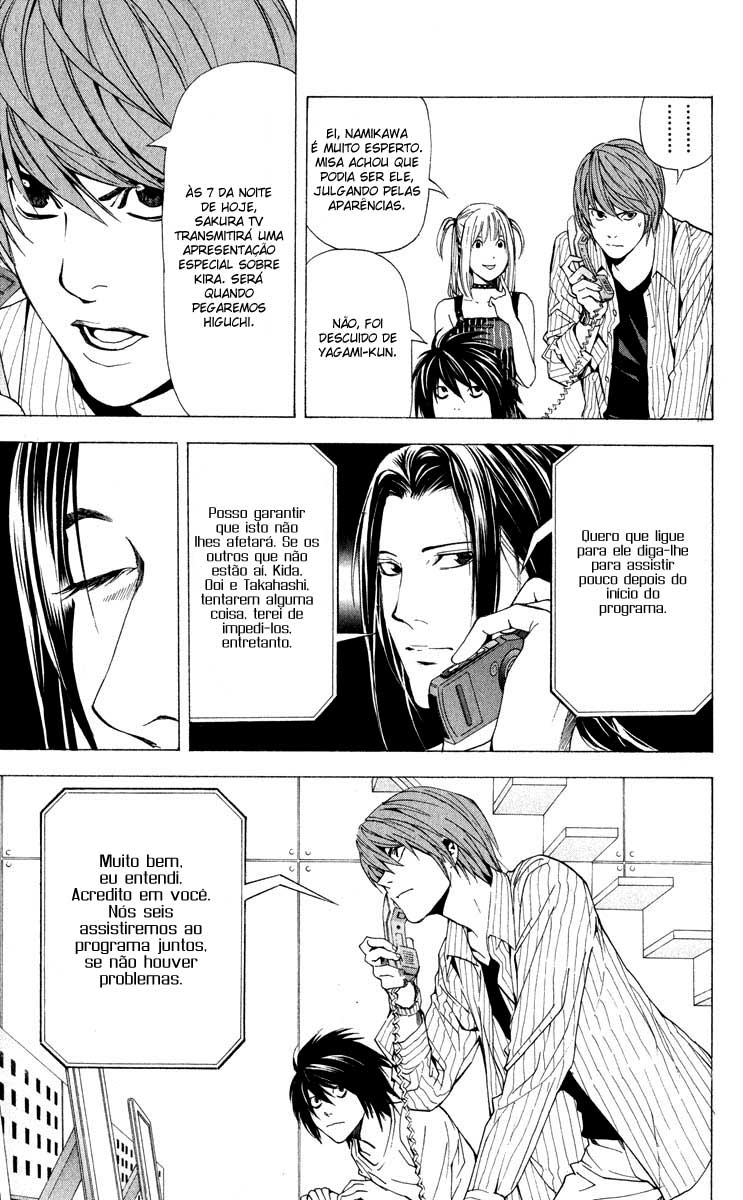 EI, NAMIKAWA
É MUITO ESPERTO.
MISA ACHOU QUE
PODIA SER ELE,
JULGANDO PELAS
APARÊNCIAS.
NÃO, FOI
DESCUIDO DE
YAGAMI-KUN.
ÀS 7 DA NOITE
DE HOJE,
SAKURA TV
TRANSMITIRÁ UMA
APRESENTAÇÃO
ESPECIAL SOBRE
KIRA. SERÁ
QUANDO
PEGAREMOS
HIGUCHI.
Quero que ligue
para ele diga-lhe
para assistir
pouco depois do
início do
programa.
Posso garantir
que isto não
lhes afetará. Se os
outros que não
estão aí, Kida,
Ooi e Takahashi,
tentarem alguma
coisa, terei de
impedi-los,
entretanto.
Muito bem,
eu entendi.
Acredito em você.
Nós seis
assistiremos ao
programa juntos,
se não houver
problemas.